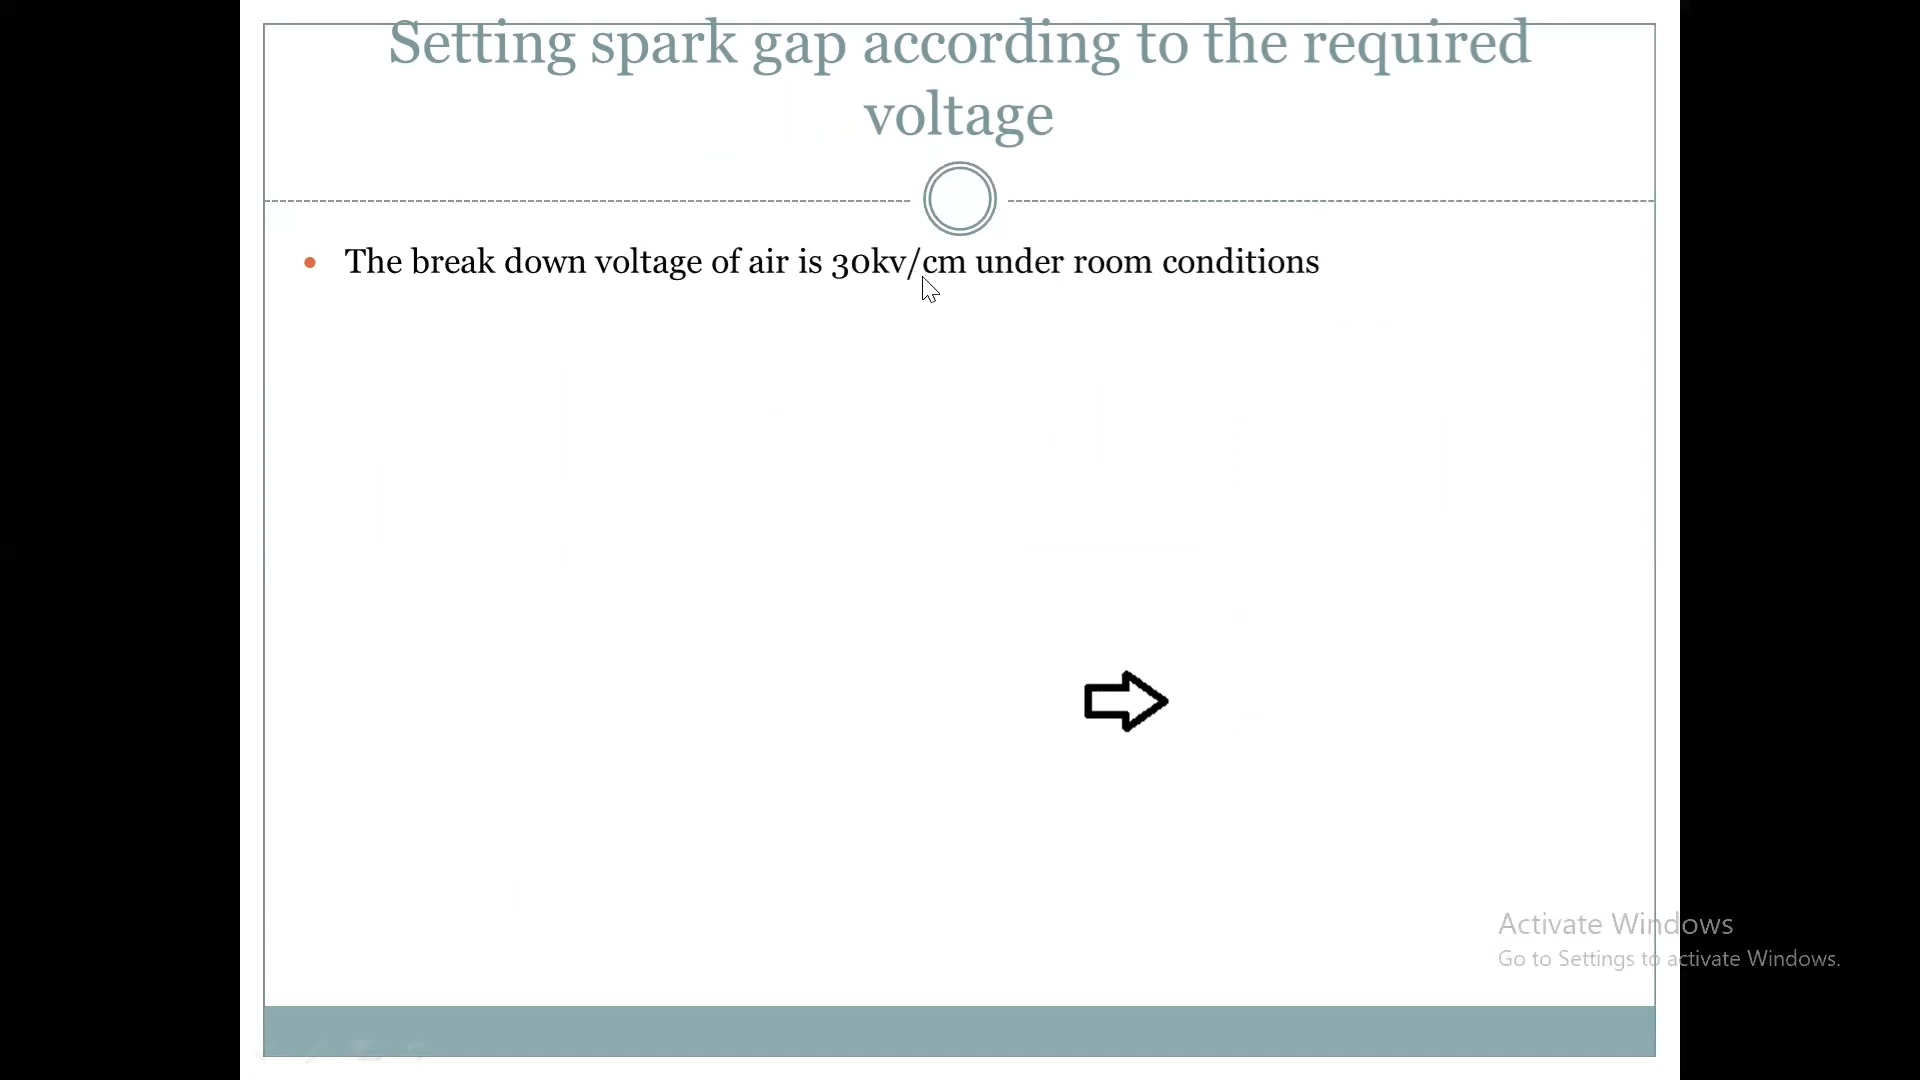 Setting spark gap according to the required
voltage
• The break down voltage of air is 30kv/cm under room conditions
Activate Windows
Go to Settings to activate Windows.